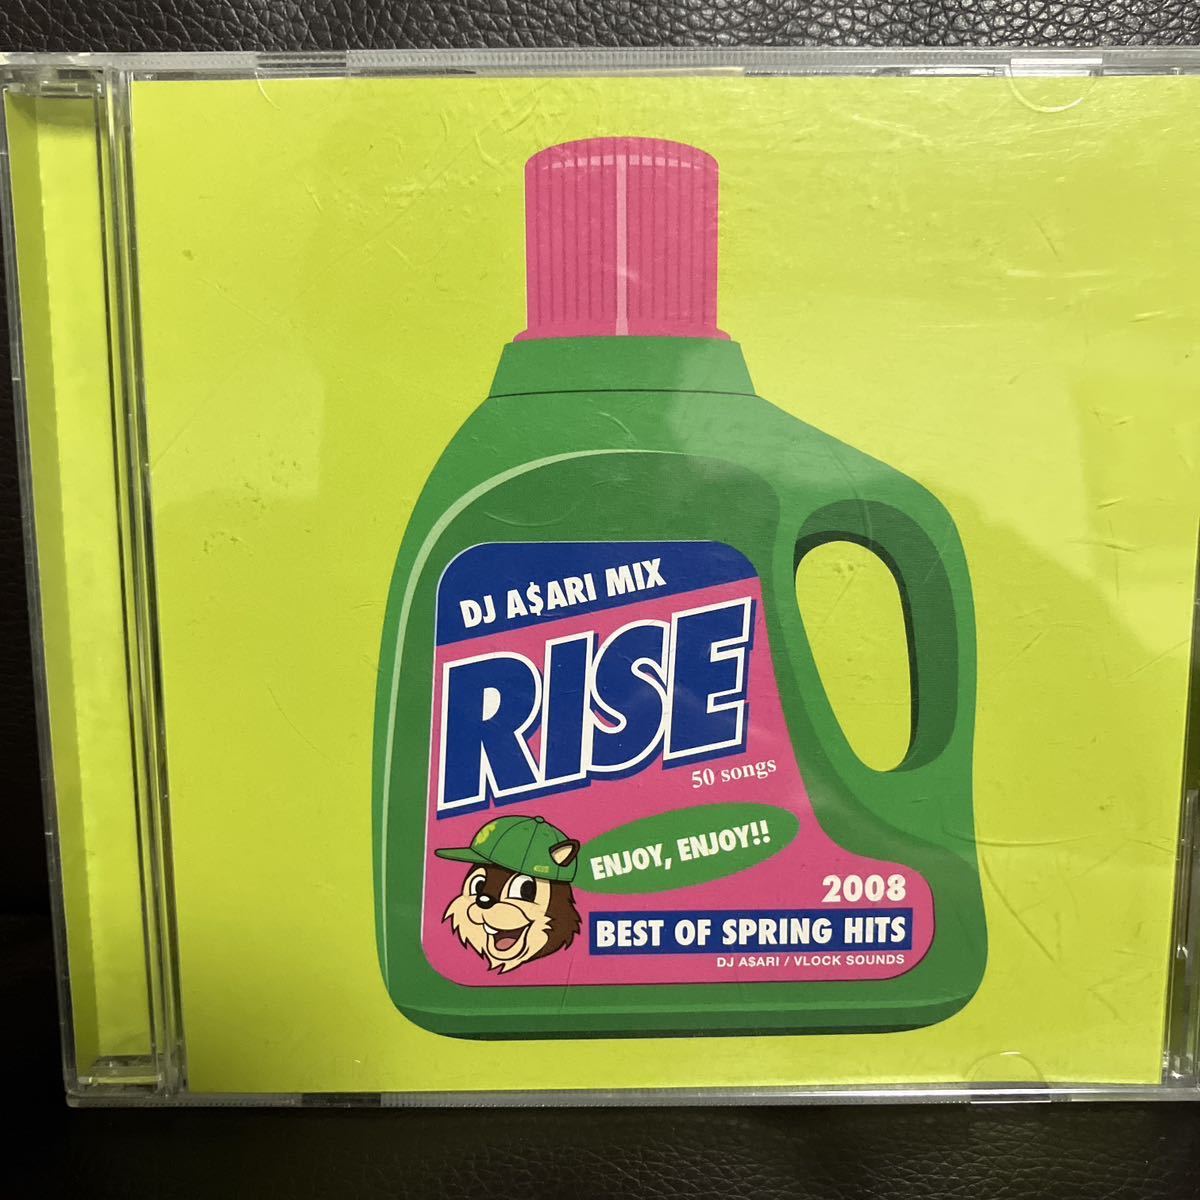 DJ A$ARI MIX
RISE
50 songs
ENJOY, ENJOY!!
2008
BEST OF SPRING HITS
DJ A$ARI / VLOCK SOUNDS